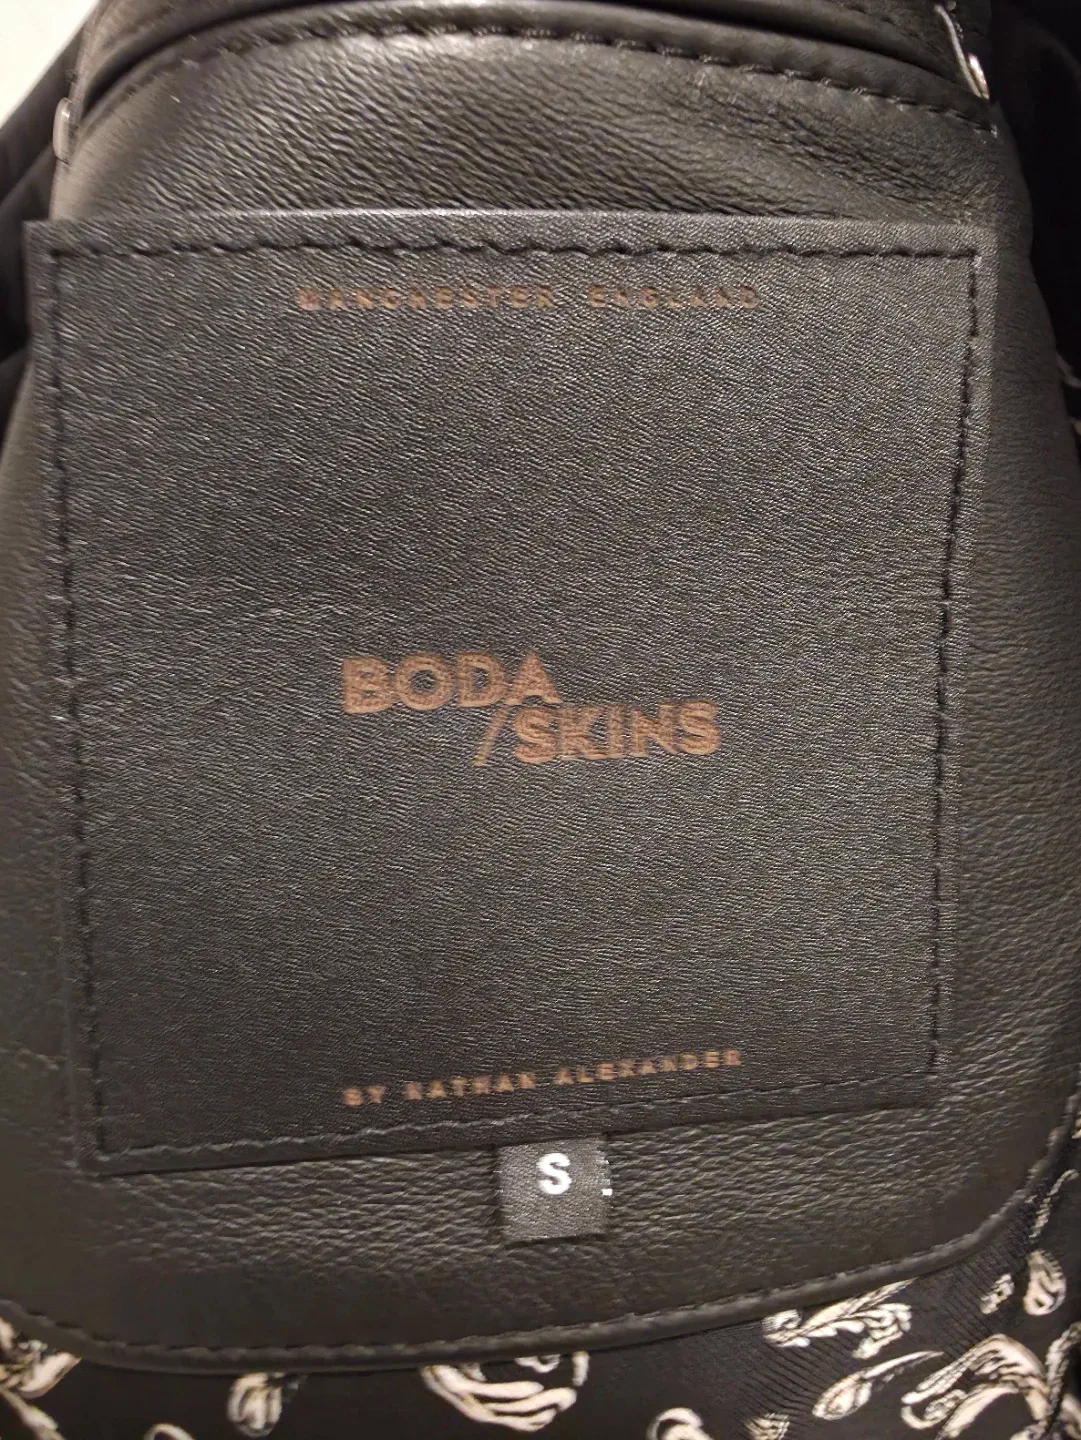 MANCHESTER ENGLAND
BODA
/SKINS
BY NATHAN ALEXANDER
S